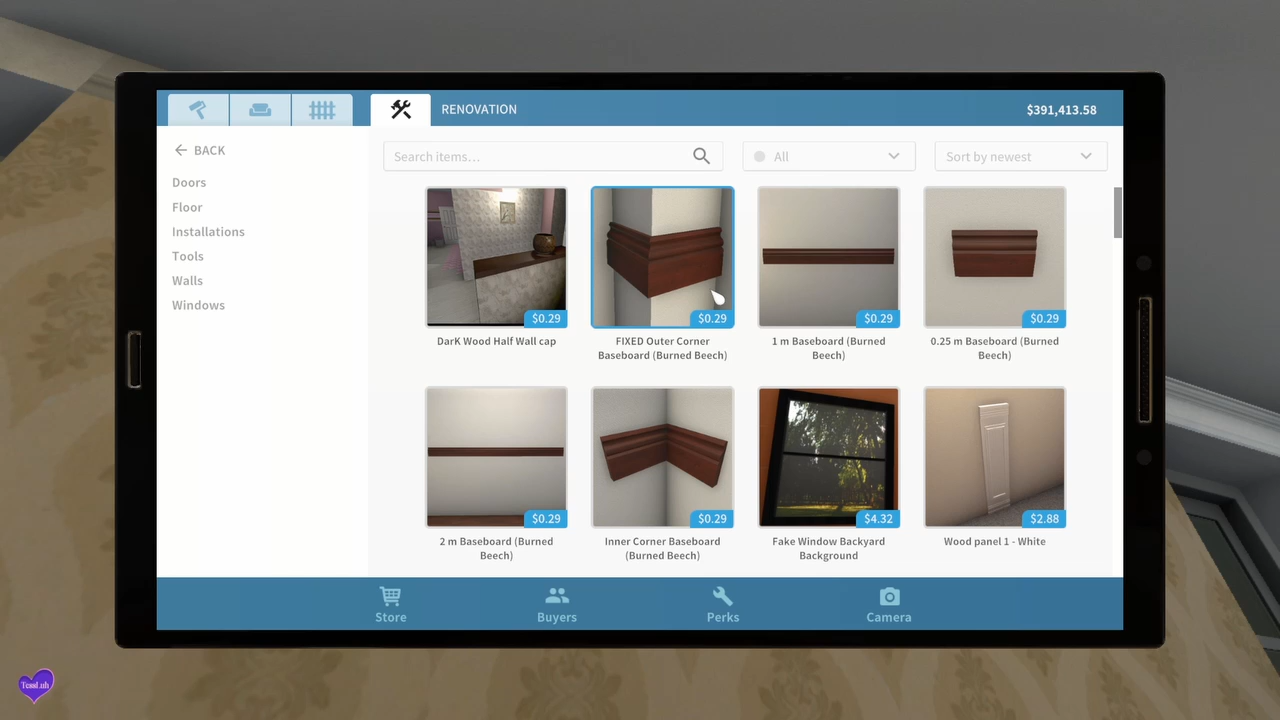 RENOVATION
$391,413.58
BACK
Doors
Floor
Installations
Tools
Walls
Windows
Search items...
All
Sort by newest
$0.29
DarK Wood Half Wall cap
$0.29
FIXED Outer Corner
Baseboard (Burned Beech)
$0.29
1 m Baseboard (Burned
Beech)
$0.29
0.25 m Baseboard (Burned
Beech)
$0.29
2 m Baseboard (Burned
Beech)
$0.29
Inner Corner Baseboard
(Burned Beech)
$4.32
Fake Window Backyard
Background
$2.88
Wood panel 1 - White
Store
Buyers
Perks
Camera